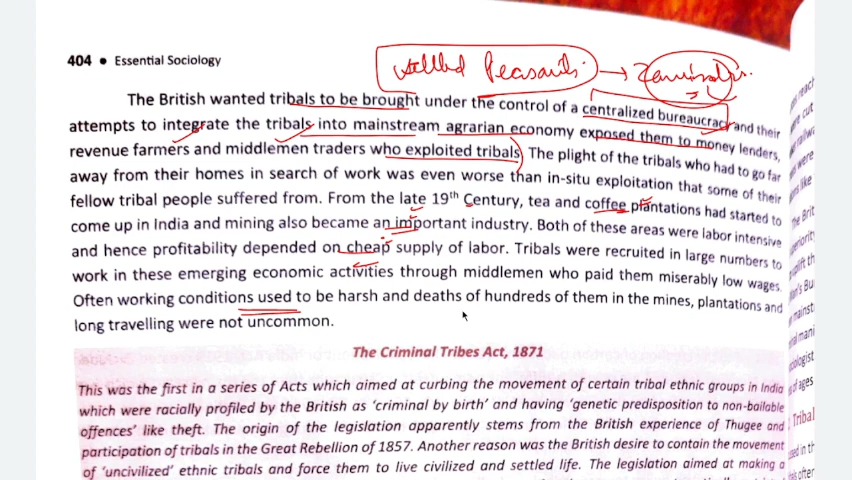 404 • Essential Sociology
settled Peasants → Zamindar
The British wanted tribals to be brought under the control of a centralized bureaucracy and their
attempts to integrate the tribals into mainstream agrarian economy exposed them to money lenders,
revenue farmers and middlemen traders who exploited tribals. The plight of the tribals who had to go far
away from their homes in search of work was even worse than in-situ exploitation that some of their
fellow tribal people suffered from. From the late 19th Century, tea and coffee plantations had started to
come up in India and mining also became an important industry. Both of these areas were labor intensive
and hence profitability depended on cheap supply of labor. Tribals were recruited in large numbers to
work in these emerging economic activities through middlemen who paid them miserably low wages.
Often working conditions used to be harsh and deaths of hundreds of them in the mines, plantations and
long travelling were not uncommon.
The Criminal Tribes Act, 1871
This was the first in a series of Acts which aimed at curbing the movement of certain tribal ethnic groups in India
which were racially profiled by the British as 'criminal by birth' and having 'genetic predisposition to non-bailable
offences' like theft. The origin of the legislation apparently stems from the British experience of Thugee and
participation of tribals in the Great Rebellion of 1857. Another reason was the British desire to contain the movement
of 'uncivilized' ethnic tribals and force them to live civilized and settled life. The legislation aimed at making a